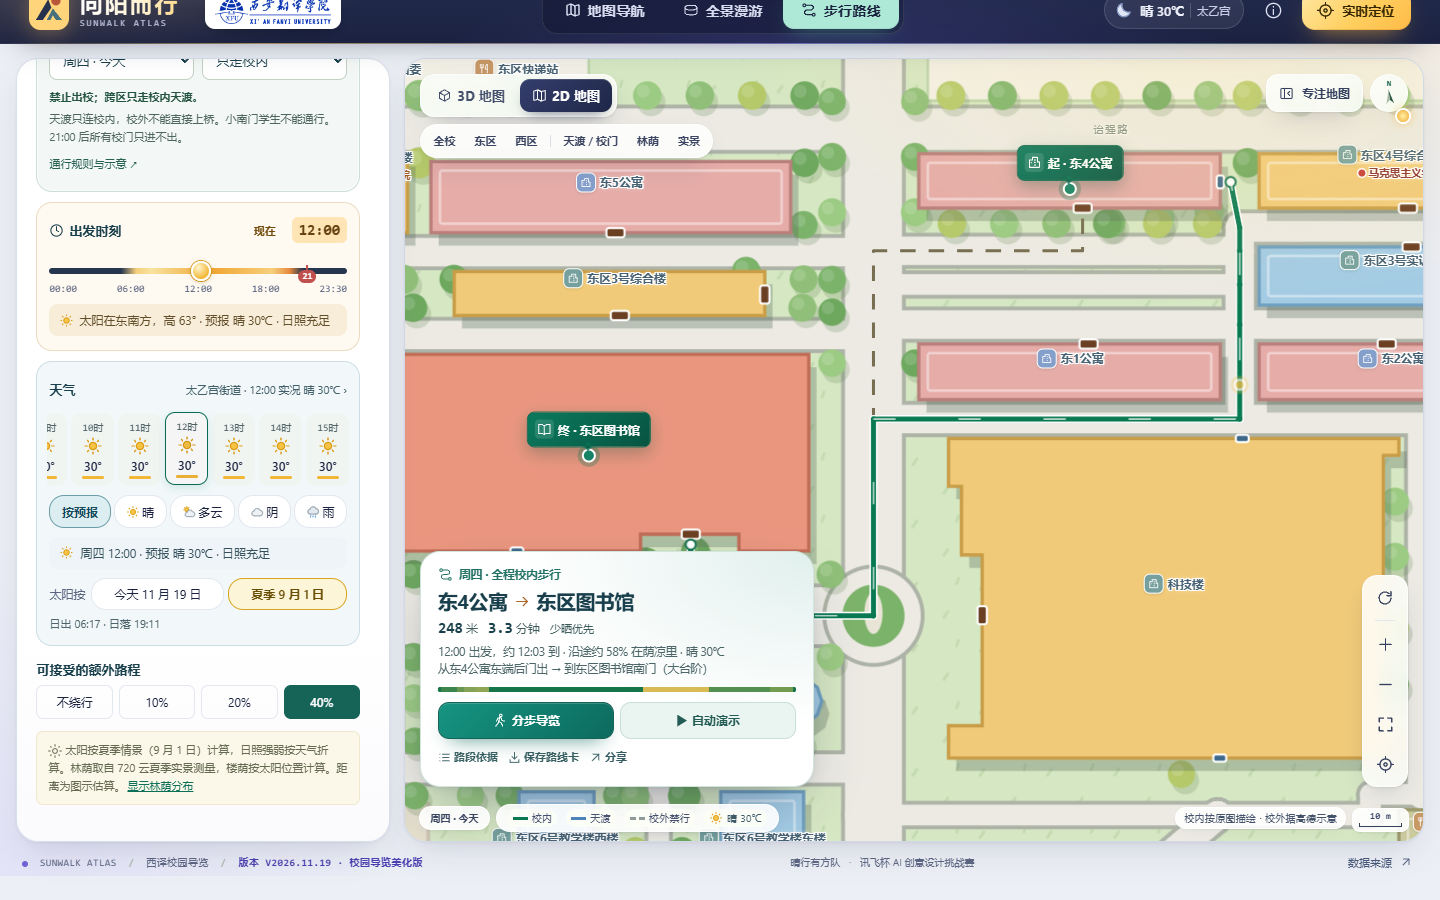 向阳而行
SUNWALK ATLAS
西安翻译学院
XI' AN FANYI UNIVERSITY
地图导航
全景漫游
步行路线
晴 30℃
太乙宫
实时定位
周四 · 今天
只走校内
禁止出校；跨区只走校内天渡。
天渡只连校内，校外不能直接上桥。小南门学生不能通行。
21:00 后所有校门只进不出。
通行规则与示意 ↗
出发时刻
现在
12:00
21
00:00
06:00
12:00
18:00
23:30
太阳在东南方，高 63° · 预报 晴 30℃ · 日照充足
天气
太乙宫街道 · 12:00 实况 晴 30℃ ›
时
10时
11时
12时
13时
14时
15时
0°
30°
30°
30°
30°
30°
30°
按预报
晴
多云
阴
雨
周四 12:00 · 预报 晴 30℃ · 日照充足
太阳按
今天 11 月 19 日
夏季 9 月 1 日
日出 06:17 · 日落 19:11
可接受的额外路程
不绕行
10%
20%
40%
太阳按夏季情景（9 月 1 日）计算，日照强弱按天气折
算。林荫取自 720 云夏季实景测量，楼荫按太阳位置计算。距
离为图示估算。 显示林荫分布
3D 地图
2D 地图
全校
东区
西区
天渡 / 校门
林荫
实景
专注地图
N
东区快递站
诒强路
东5公寓
起 · 东4公寓
东区4号综合
马克思主义
东区3号综合楼
东区3号实
东1公寓
东2公寓
终 · 东区图书馆
科技楼
东区6号教学楼西楼
东区6号教学楼东楼
周四 · 全程校内步行
东4公寓 → 东区图书馆
248 米 3.3 分钟 少晒优先
12:00 出发，约 12:03 到 · 沿途约 58% 在荫凉里 · 晴 30℃
从东4公寓东端后门出 → 到东区图书馆南门（大台阶）
分步导览
自动演示
路段依据
保存路线卡
分享
周四 · 今天
校内
天渡
校外禁行
晴 30℃
校内按原图描绘 · 校外据高德示意
10 m
SUNWALK ATLAS / 西译校园导览 / 版本 V2026.11.19 · 校园导览美化版
晴行有方队 · 讯飞杯 AI 创意设计挑战赛
数据来源 ↗